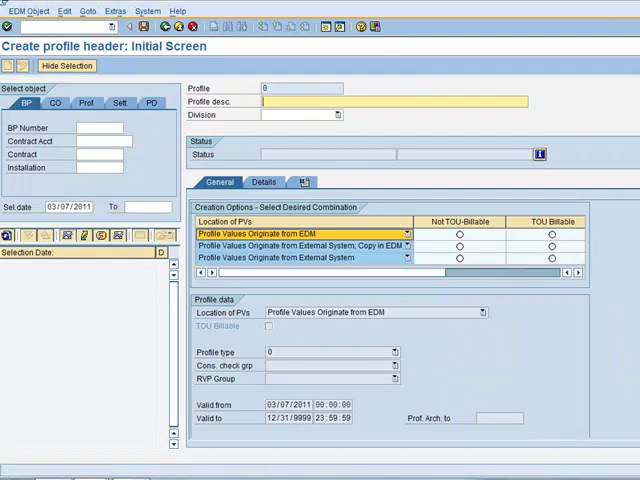 EDM Object Edit Goto Extras System Help
Create profile header: Initial Screen
Hide Selection
Select object
BP CO Prof. Sett. PD
BP Number
Contract Acct
Contract
Installation
Sel.date 03/07/2011 To
Selection Date: D
Profile 0
Profile desc.
Division
Status
Status
General Details
Creation Options - Select Desired Combination
Location of PVs Not TOU-Billable TOU Billable
Profile Values Originate from EDM
Profile Values Originate from External System; Copy in EDM
Profile Values Originate from External System
Profile data
Location of PVs Profile Values Originate from EDM
TOU Billable
Profile type 0
Cons. check grp
RVP Group
Valid from 03/07/2011 00:00:00
Valid to 12/31/9999 23:59:59 Prof. Arch. to